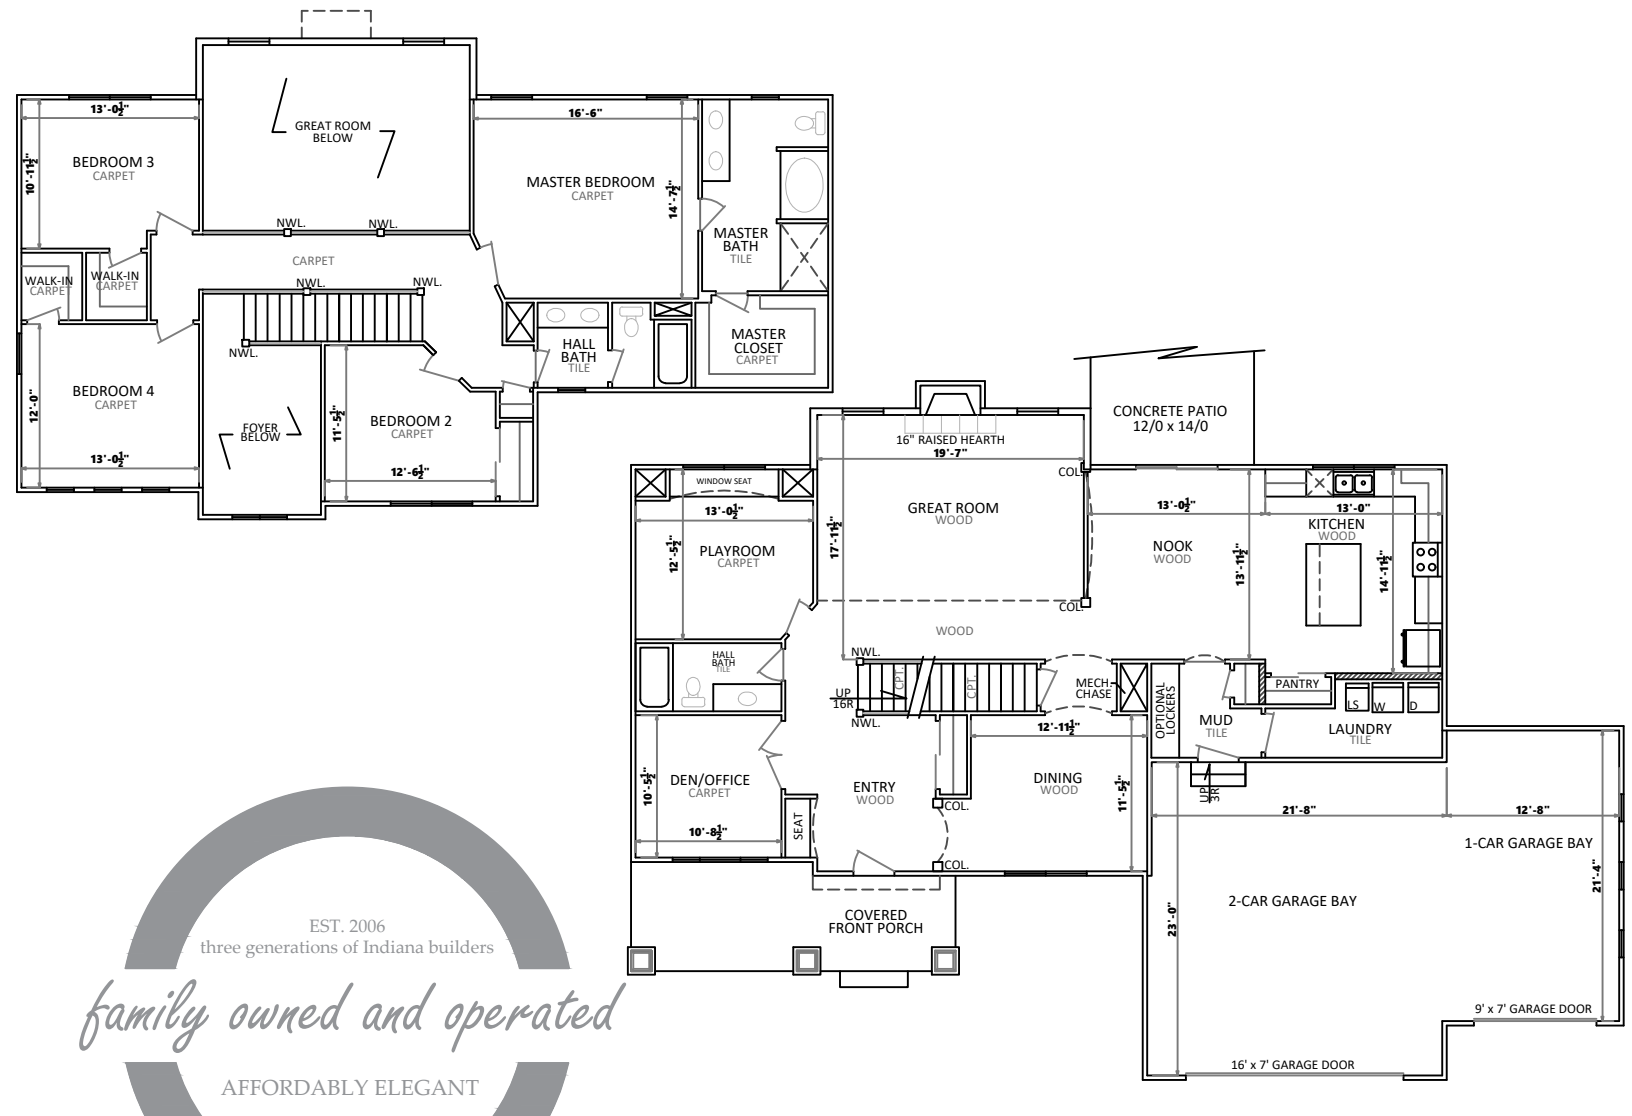 13'-0½"
10'-11½"
BEDROOM 3
CARPET
GREAT ROOM
BELOW
16'-6"
14'-7½"
MASTER BEDROOM
CARPET
MASTER
BATH
TILE
NWL.
NWL.
CARPET
WALK-IN
CARPET
WALK-IN
CARPET
NWL.
NWL.
NWL.
HALL
BATH
TILE
MASTER
CLOSET
CARPET
BEDROOM 4
CARPET
12'-0"
13'-0½"
FOYER
BELOW
11'-5½"
BEDROOM 2
CARPET
12'-6½"
CONCRETE PATIO
12/0 x 14/0
16" RAISED HEARTH
19'-7"
COL.
WINDOW SEAT
13'-0½"
12'-5½"
PLAYROOM
CARPET
17'-11½"
GREAT ROOM
WOOD
13'-0½"
13'-0"
KITCHEN
WOOD
NOOK
WOOD
13'-11½"
14'-11½"
COL.
WOOD
HALL
BATH
TILE
NWL.
CPT.
CPT.
UP
16R
NWL.
MECH.
CHASE
OPTIONAL
LOCKERS
PANTRY
LS
W
D
MUD
TILE
LAUNDRY
TILE
12'-11½"
10'-5½"
DEN/OFFICE
CARPET
10'-8½"
ENTRY
WOOD
DINING
WOOD
11'-5½"
COL.
SEAT
COL.
UP
3R
21'-8"
12'-8"
1-CAR GARAGE BAY
21'-4"
2-CAR GARAGE BAY
23'-0"
COVERED
FRONT PORCH
9' x 7' GARAGE DOOR
16' x 7' GARAGE DOOR
EST. 2006
three generations of Indiana builders
family owned and operated
AFFORDABLY ELEGANT